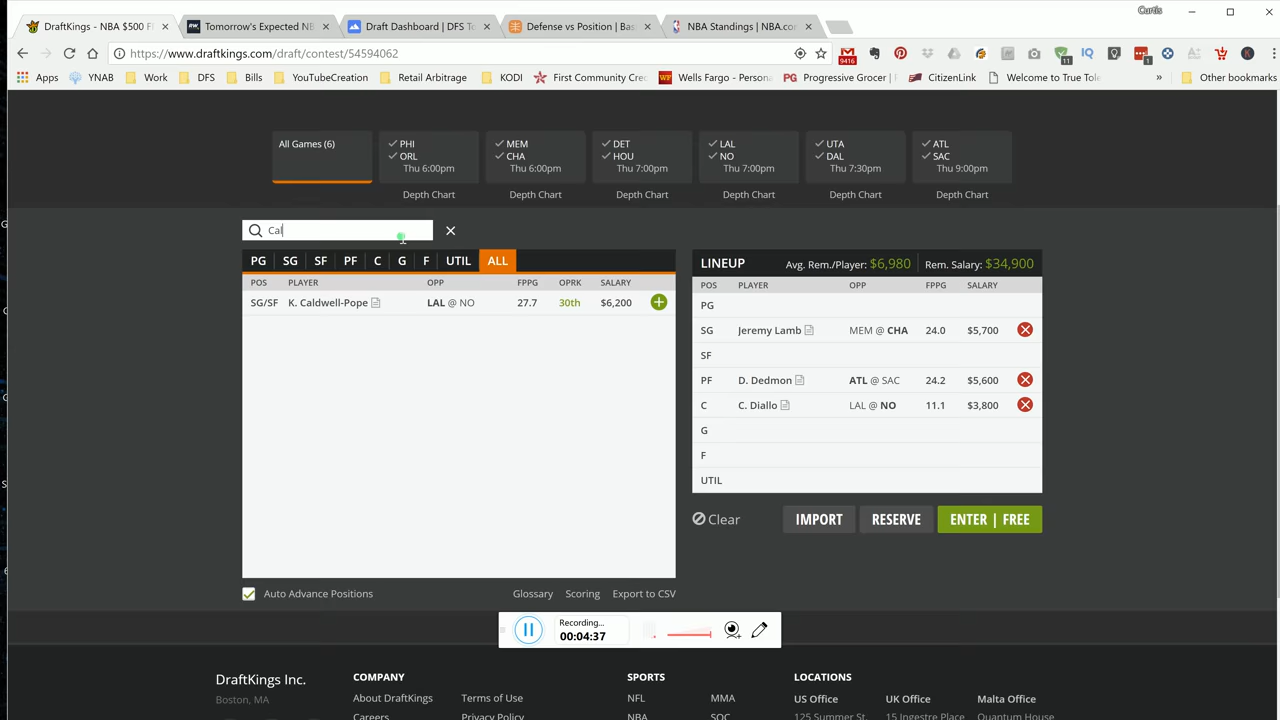 Curtis
DraftKings - NBA $500 F
Tomorrow's Expected NB
Draft Dashboard | DFS To
Defense vs Position | Bas
NBA Standings | NBA.com
https://www.draftkings.com/draft/contest/54594062
9416
11
1
K
Apps
YNAB
Work
DFS
Bills
YouTubeCreation
Retail Arbitrage
KODI
First Community Cre
Wells Fargo - Persona
PG Progressive Grocer |
CitizenLink
Welcome to True Tole
»
Other bookmarks
All Games (6)
PHI
ORL
Thu 6:00pm
MEM
CHA
Thu 6:00pm
DET
HOU
Thu 7:00pm
LAL
NO
Thu 7:00pm
UTA
DAL
Thu 7:30pm
ATL
SAC
Thu 9:00pm
Depth Chart Depth Chart Depth Chart Depth Chart Depth Chart Depth Chart
Cal
PG SG SF PF C G F UTIL ALL
POS PLAYER OPP FPPG OPRK SALARY
SG/SF K. Caldwell-Pope LAL @ NO 27.7 30th $6,200
Auto Advance Positions
Glossary Scoring Export to CSV
LINEUP Avg. Rem./Player: $6,980 Rem. Salary: $34,900
POS PLAYER OPP FPPG SALARY
PG
SG Jeremy Lamb MEM @ CHA 24.0 $5,700
SF
PF D. Dedmon ATL @ SAC 24.2 $5,600
C C. Diallo LAL @ NO 11.1 $3,800
G
F
UTIL
Clear IMPORT RESERVE ENTER | FREE
Recording...
00:04:37
DraftKings Inc.
Boston, MA
COMPANY
About DraftKings Terms of Use
Careers Privacy Policy
SPORTS
NFL MMA
NBA SOC
LOCATIONS
US Office UK Office Malta Office
125 Summer St. 15 Ingestre Place Quantum House